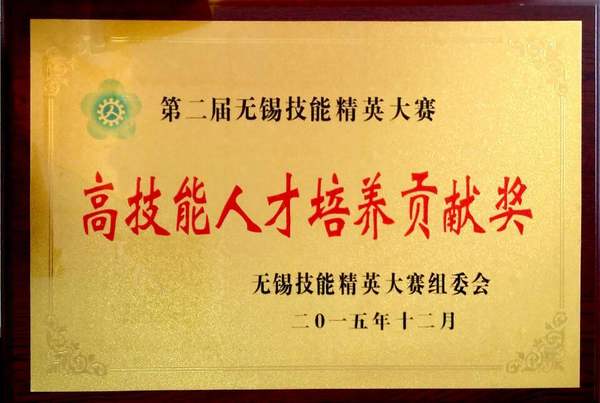 第二届无锡技能精英大赛
高技能人才培养贡献奖
无锡技能精英大赛组委会
二〇一五年十二月